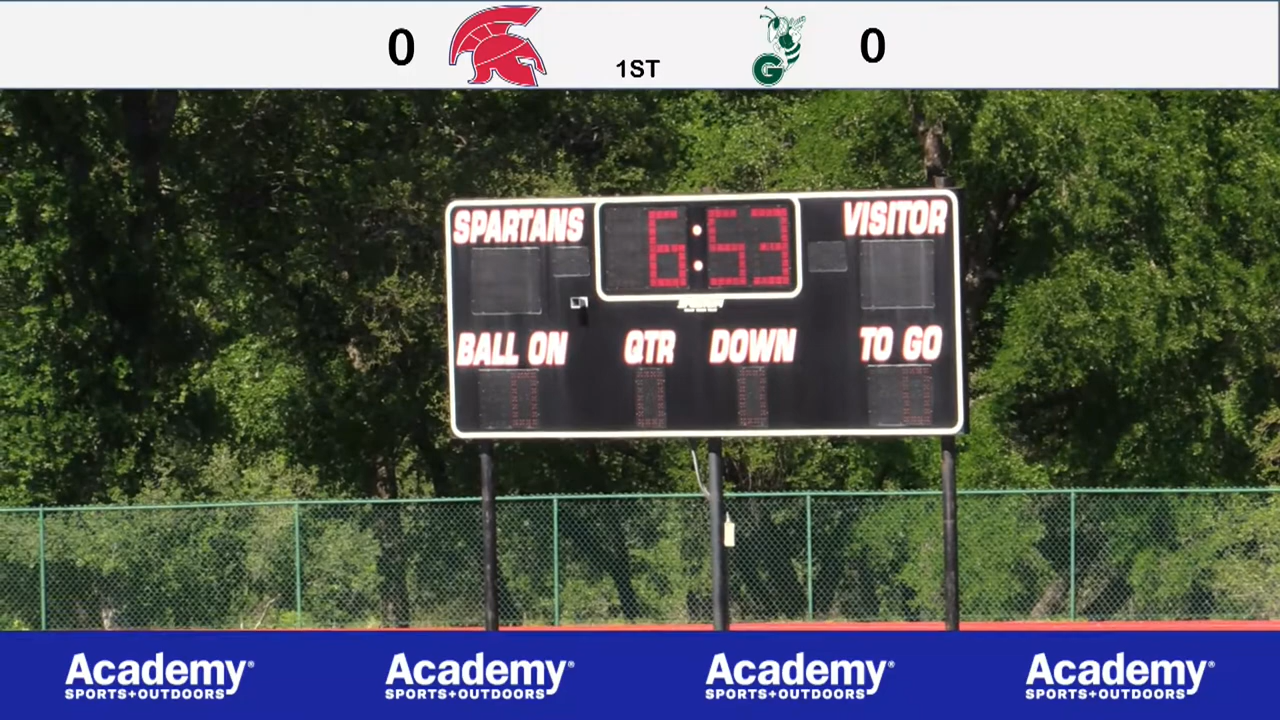 0 1ST 0
G
SPARTANS 6:53 VISITOR
BALL ON QTR DOWN TO GO
Academy® Academy® Academy® Academy®
SPORTS+OUTDOORS SPORTS+OUTDOORS SPORTS+OUTDOORS SPORTS+OUTDOORS